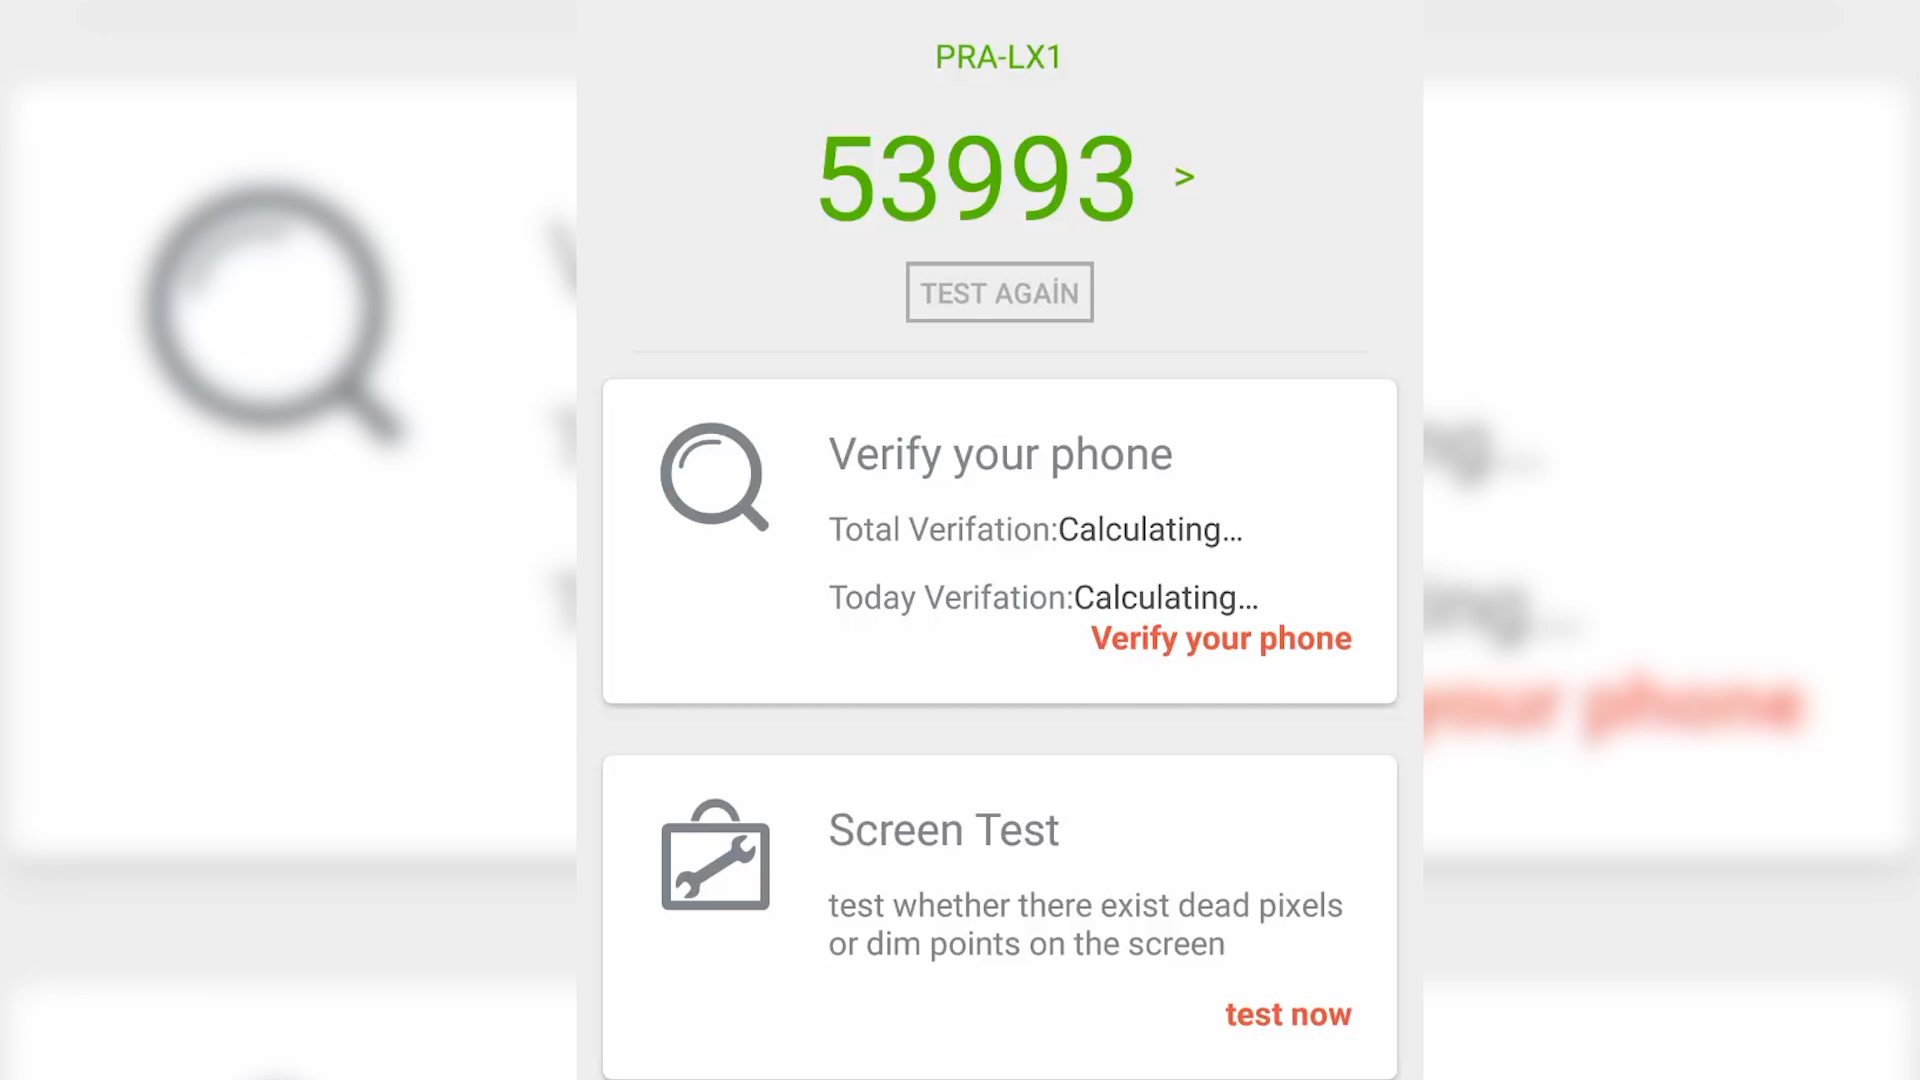 PRA-LX1
53993 >
TEST AGAİN
Verify your phone
Total Verifation:Calculating...
Today Verifation:Calculating...
Verify your phone
Screen Test
test whether there exist dead pixels
or dim points on the screen
test now